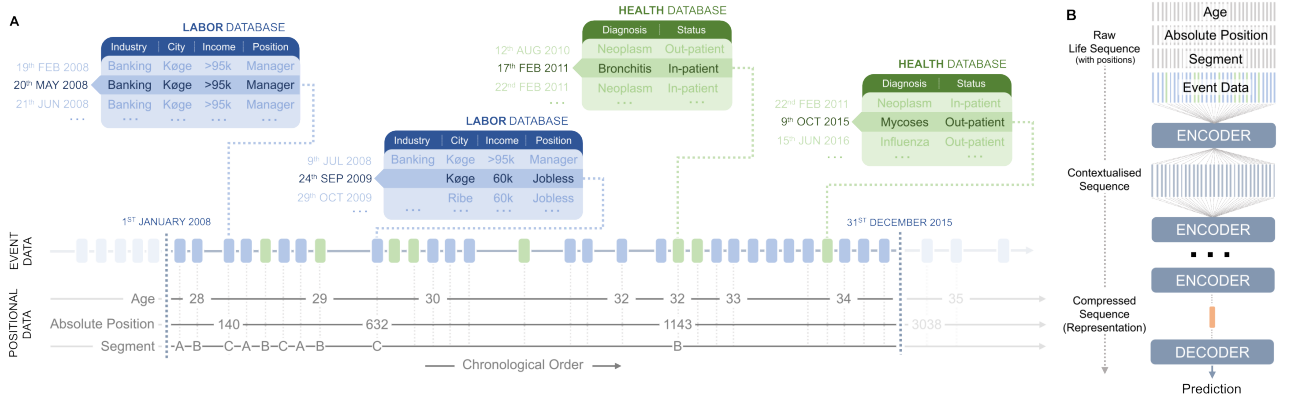 A
LABOR DATABASE
Industry City Income Position
19th FEB 2008 Banking Køge >95k Manager
20th MAY 2008 Banking Køge >95k Manager
21th JUN 2008 Banking Køge >95k Manager
... ... ... ... ...
LABOR DATABASE
Industry City Income Position
9th JUL 2008 Banking Køge >95k Manager
24th SEP 2009 Køge 60k Jobless
29th OCT 2009 Ribe 60k Jobless
... ... ... ... ...
HEALTH DATABASE
Diagnosis Status
12th AUG 2010 Neoplasm Out-patient
17th FEB 2011 Bronchitis In-patient
22nd FEB 2011 Neoplasm In-patient
... ... ...
HEALTH DATABASE
Diagnosis Status
22nd FEB 2011 Neoplasm In-patient
9th OCT 2015 Mycoses Out-patient
15th JUN 2016 Influenza Out-patient
... ... ...
1ST JANUARY 2008
31ST DECEMBER 2015
EVENT DATA
POSITIONAL DATA
Age 28 29 30 32 32 33 34 35
Absolute Position 140 632 1143 3038
Segment A B C A B C A B C B
Chronological Order
B
Raw
Life Sequence
(with positions)
Contextualised
Sequence
Compressed
Sequence
(Representation)
Age
Absolute Position
Segment
Event Data
ENCODER
ENCODER
...
ENCODER
DECODER
Prediction